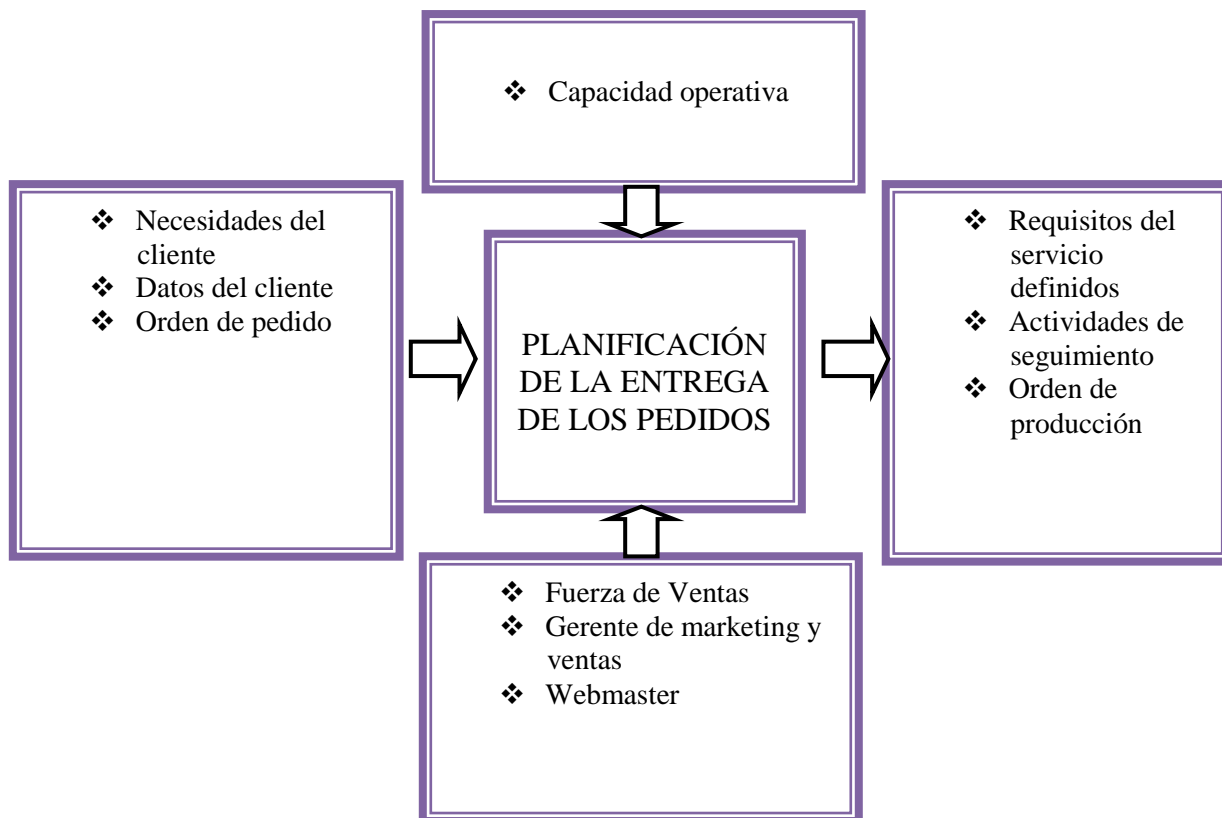 ❖ Capacidad operativa
❖ Necesidades del
cliente
❖ Datos del cliente
❖ Orden de pedido
PLANIFICACIÓN
DE LA ENTREGA
DE LOS PEDIDOS
❖ Requisitos del
servicio
definidos
❖ Actividades de
seguimiento
❖ Orden de
producción
❖ Fuerza de Ventas
❖ Gerente de marketing y
ventas
❖ Webmaster